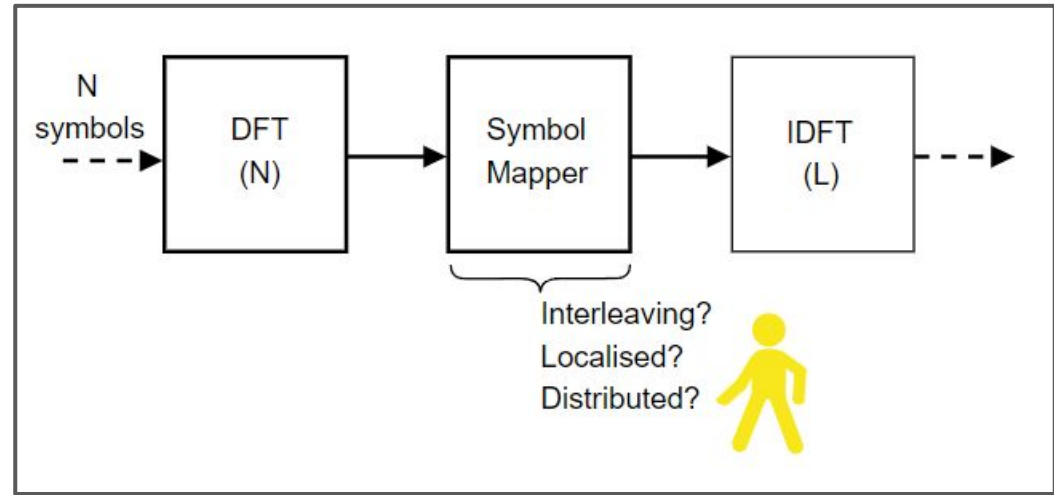 N
symbols
DFT
(N)
Symbol
Mapper
IDFT
(L)
Interleaving?
Localised?
Distributed?